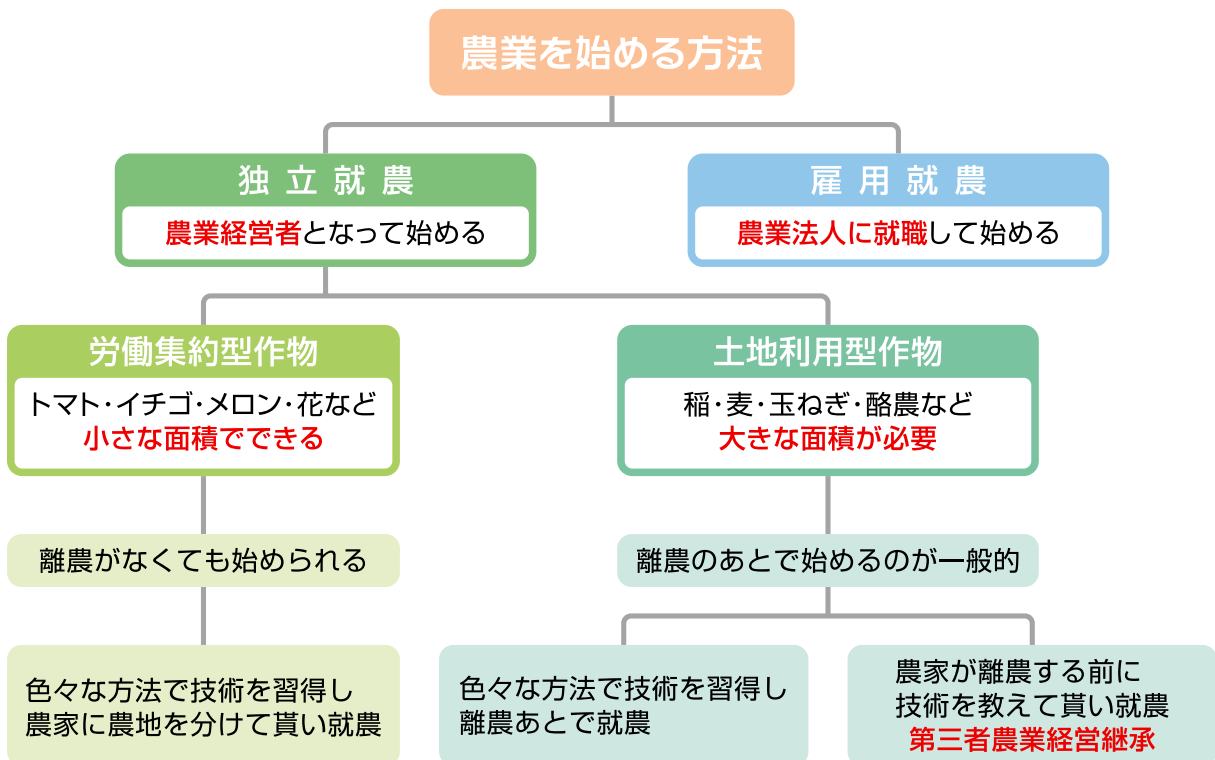 農業を始める方法
独立就農
農業経営者となって始める
雇用就農
農業法人に就職して始める
労働集約型作物
トマト・イチゴ・メロン・花など
小さな面積でできる
土地利用型作物
稲・麦・玉ねぎ・酪農など
大きな面積が必要
離農がなくても始められる
離農のあとで始めるのが一般的
色々な方法で技術を習得し
農家に農地を分けて貰い就農
色々な方法で技術を習得し
離農あとで就農
農家が離農する前に
技術を教えて貰い就農
第三者農業経営継承